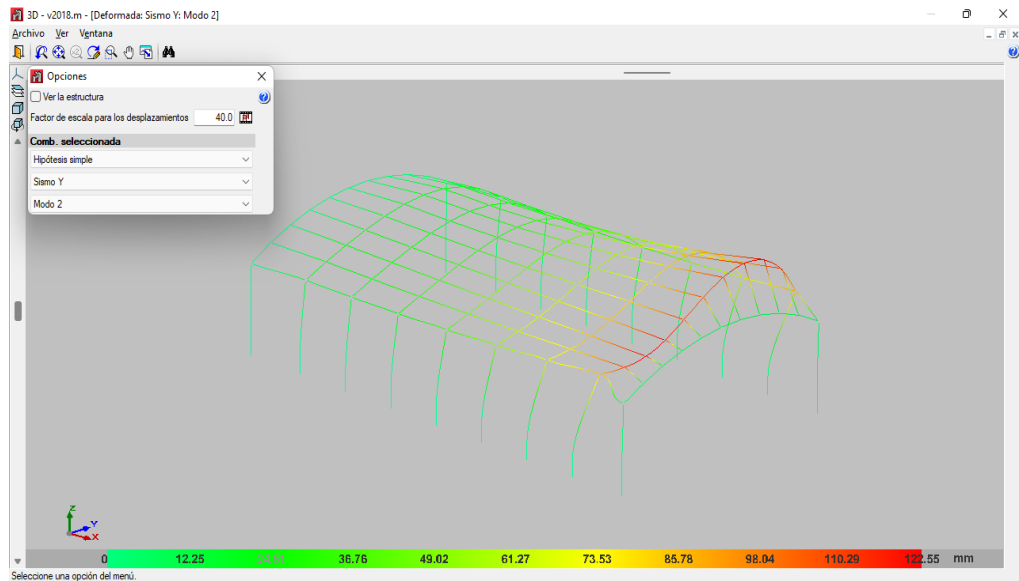 3D - v2018.m - [Deformada: Sismo Y: Modo 2]
Archivo Ver Ventana
Opciones
Ver la estructura
Factor de escala para los desplazamientos 40.0
Comb. seleccionada
Hipótesis simple
Sismo Y
Modo 2
Z
Y
X
0 12.25 24.51 36.76 49.02 61.27 73.53 85.78 98.04 110.29 122.55 mm
Seleccione una opción del menú.